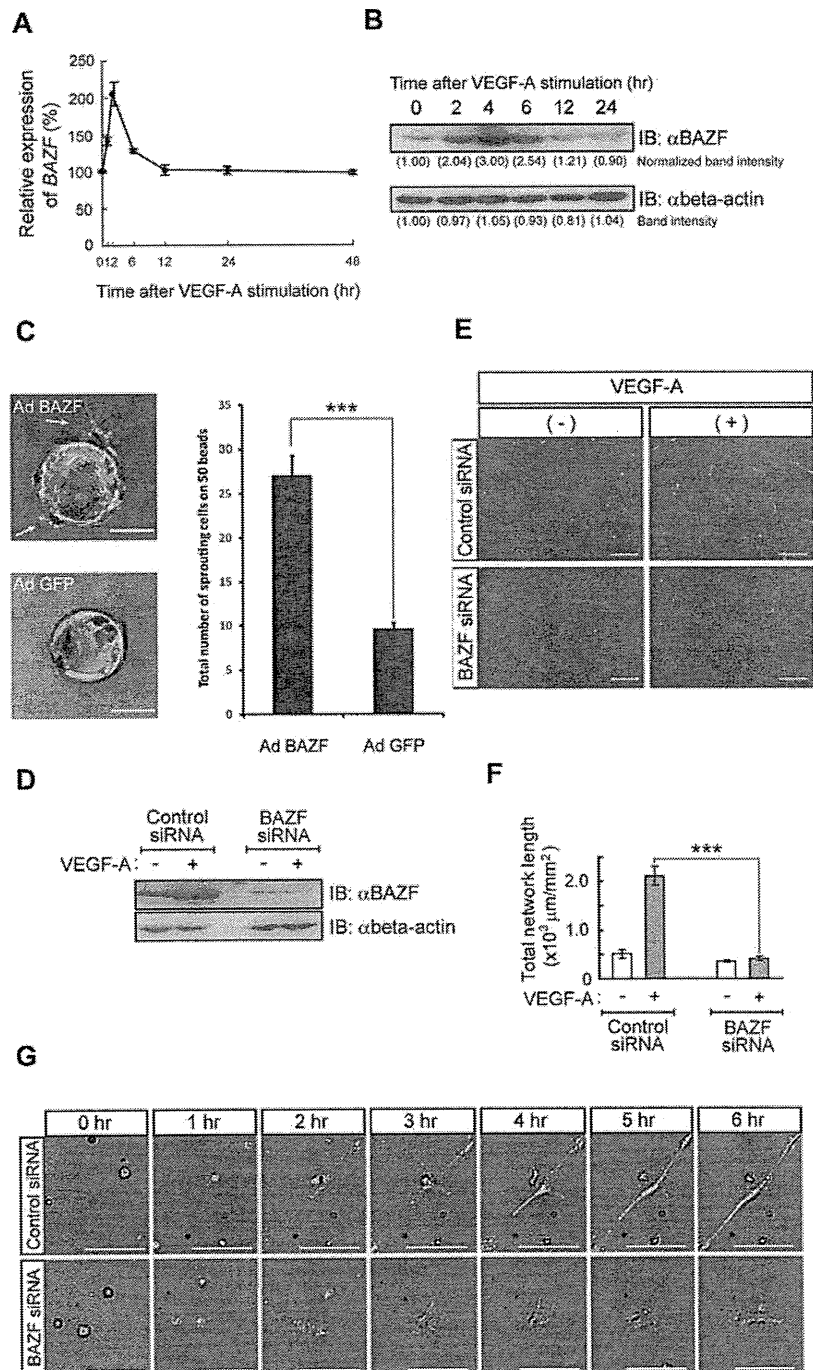 A
Relative expression
of BAZF (%)
250
200
150
100
50
0
0 1 2 6 12 24 48
Time after VEGF-A stimulation (hr)
B
Time after VEGF-A stimulation (hr)
0 2 4 6 12 24
IB: αBAZF
(1.00) (2.04) (3.00) (2.54) (1.21) (0.90) Normalized band intensity
IB: αbeta-actin
(1.00) (0.97) (1.05) (0.93) (0.81) (1.04) Band intensity
C
Ad BAZF
Ad GFP
Total number of sprouting cells on 50 beads
35
30
25
20
15
10
5
0
***
Ad BAZF Ad GFP
D
Control siRNA
BAZF siRNA
VEGF-A: - + - +
IB: αBAZF
IB: αbeta-actin
E
VEGF-A
(-) (+)
Control siRNA
BAZF siRNA
F
Total network length
(x10³ μm/mm²)
2.0
1.0
0
***
VEGF-A: - + - +
Control siRNA
BAZF siRNA
G
0 hr 1 hr 2 hr 3 hr 4 hr 5 hr 6 hr
Control siRNA
BAZF siRNA